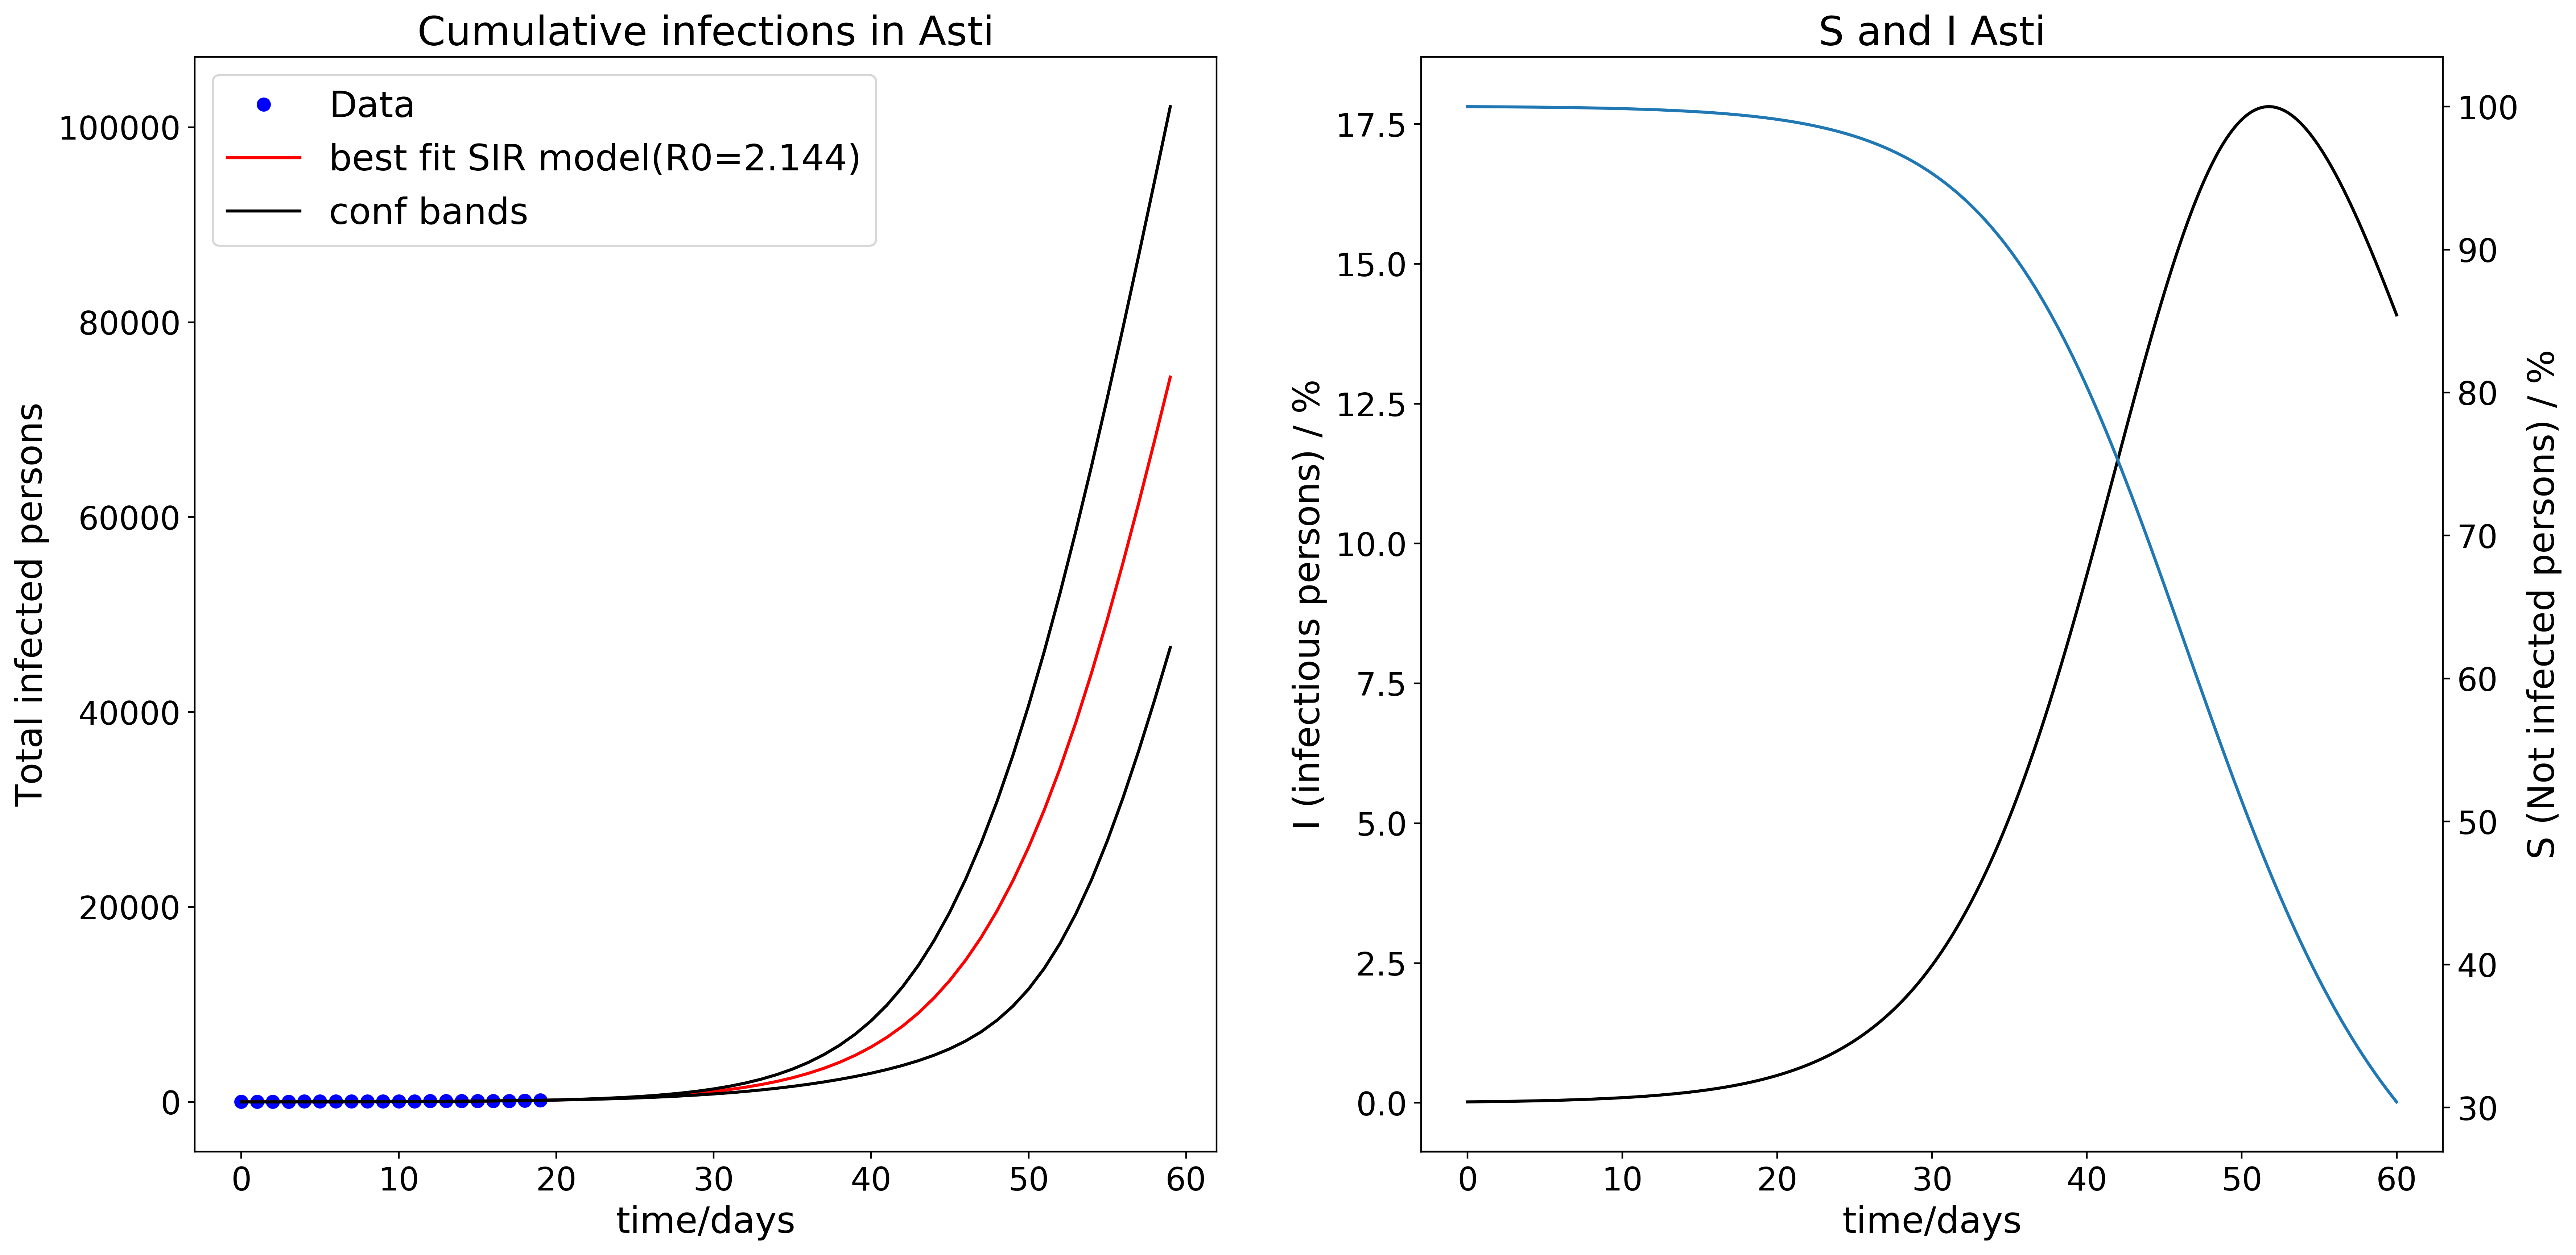 Cumulative infections in Asti
Data
best fit SIR model(R0=2.144)
conf bands
Total infected persons
100000
80000
60000
40000
20000
0
0 10 20 30 40 50 60
time/days
S and I Asti
I (infectious persons) / %
17.5
15.0
12.5
10.0
7.5
5.0
2.5
0.0
0 10 20 30 40 50 60
time/days
100
90
80
70
60
50
40
30
S (Not infected persons) / %